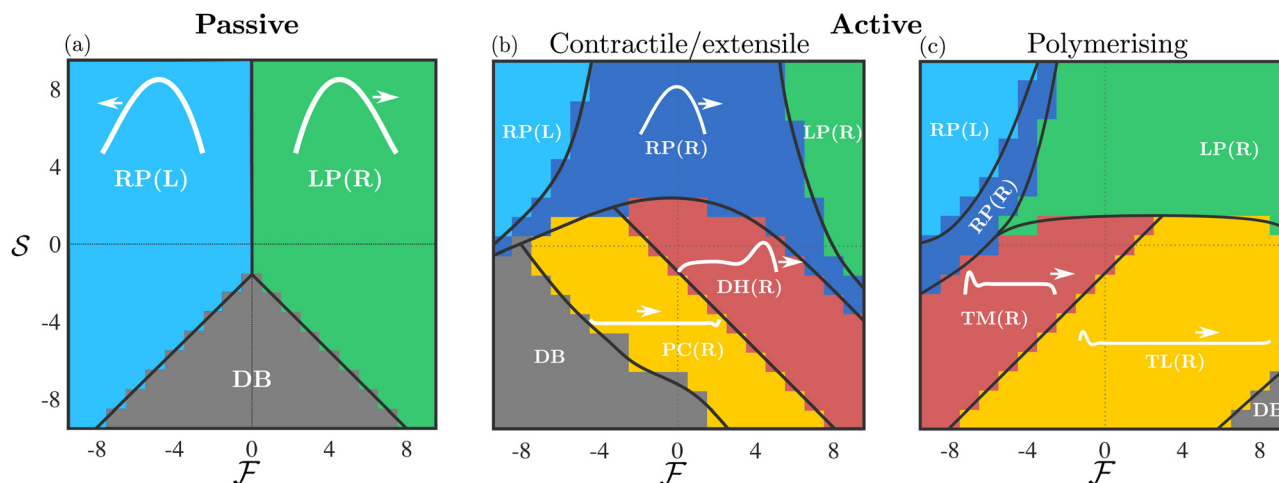 Passive
Active
(a)
(b)
Contractile/extensile
(c)
Polymerising
8
4
0
-4
-8
S
RP(L)
LP(R)
DB
-8 -4 0 4 8
F
RP(L)
RP(R)
LP(R)
DH(R)
PC(R)
DB
-8 -4 0 4 8
F
RP(L)
RP(R)
LP(R)
TM(R)
TL(R)
DB
-8 -4 0 4 8
F